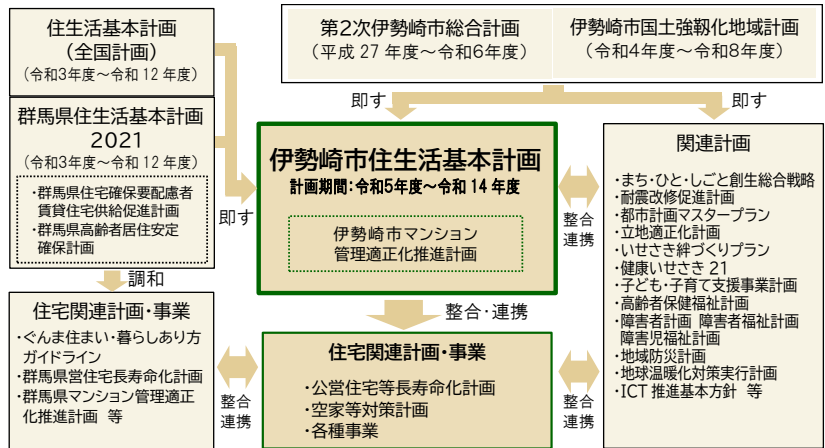 住生活基本計画
(全国計画)
(令和3年度～令和 12 年度)
群馬県住生活基本計画
2021
(令和3年度～令和 12 年度)
・群馬県住宅確保要配慮者
賃貸住宅供給促進計画
・群馬県高齢者居住安定
確保計画
調和
住宅関連計画・事業
・ぐんま住まい・暮らしあり方
ガイドライン
・群馬県営住宅長寿命化計画
・群馬県マンション管理適正
化推進計画 等
第2次伊勢崎市総合計画
(平成 27 年度～令和6年度)
伊勢崎市国土強靱化地域計画
(令和4年度～令和8年度)
即す
即す
即す
伊勢崎市住生活基本計画
計画期間:令和5年度～令和 14 年度
伊勢崎市マンション
管理適正化推進計画
整合・連携
住宅関連計画・事業
・公営住宅等長寿命化計画
・空家等対策計画
・各種事業
整合
連携
整合
連携
整合
連携
関連計画
・まち・ひと・しごと創生総合戦略
・耐震改修促進計画
・都市計画マスタープラン
・立地適正化計画
・いせさき絆づくりプラン
・健康いせさき 21
・子ども・子育て支援事業計画
・高齢者保健福祉計画
・障害者計画 障害者福祉計画
障害児福祉計画
・地域防災計画
・地球温暖化対策実行計画
・ICT 推進基本方針 等